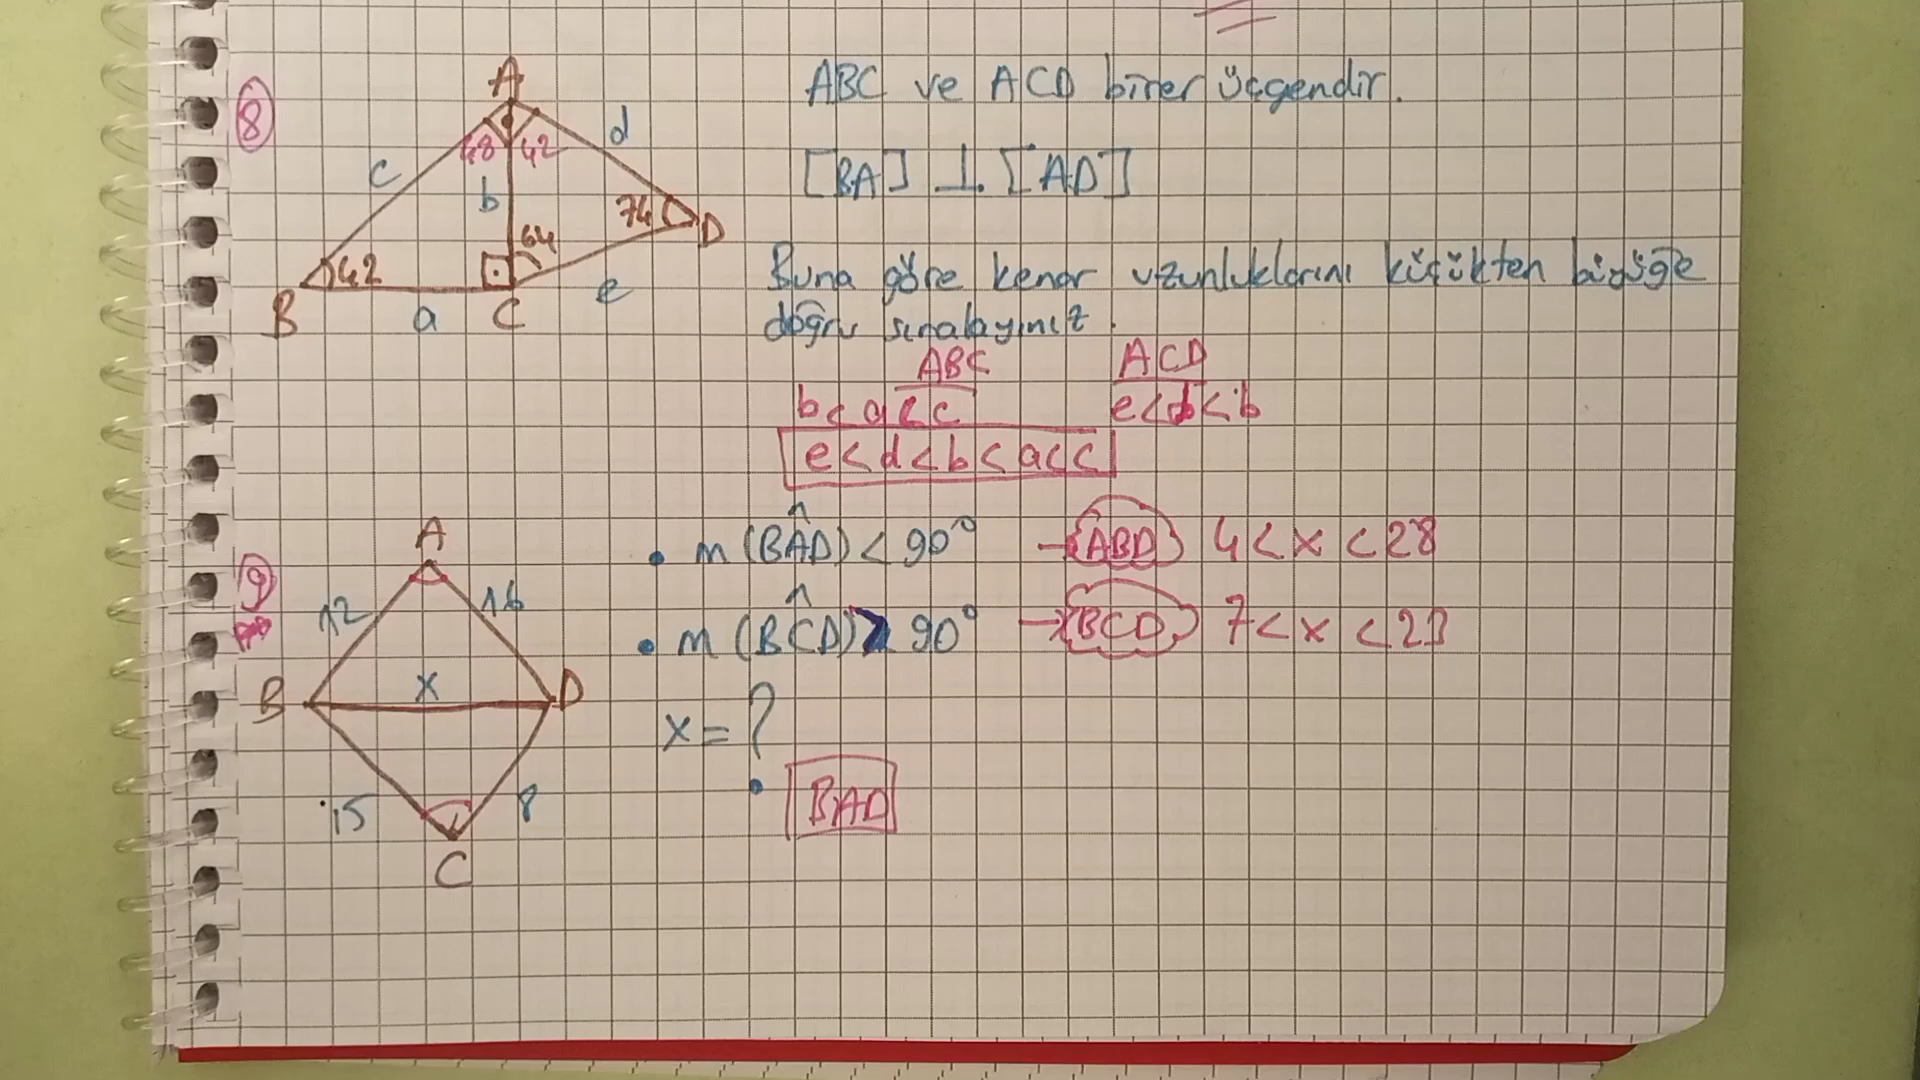 8
A
48 42
d
c
b
74
D
64
42
B
a
C
e
ABC ve ACD birer üçgendir.
[BA] ⊥ [AD]
Buna göre kenar uzunluklarını küçükten büyüğe
doğru sıralayınız.
ABC ACD
b<a<c e<d<b
e<d<b<a<c
9
A
12
16
B
x
D
15
8
C
• m(BÂD) < 90° → ABD 4<x<28
• m(BĈD) > 90° → BCD 7<x<23
x=?
BAD